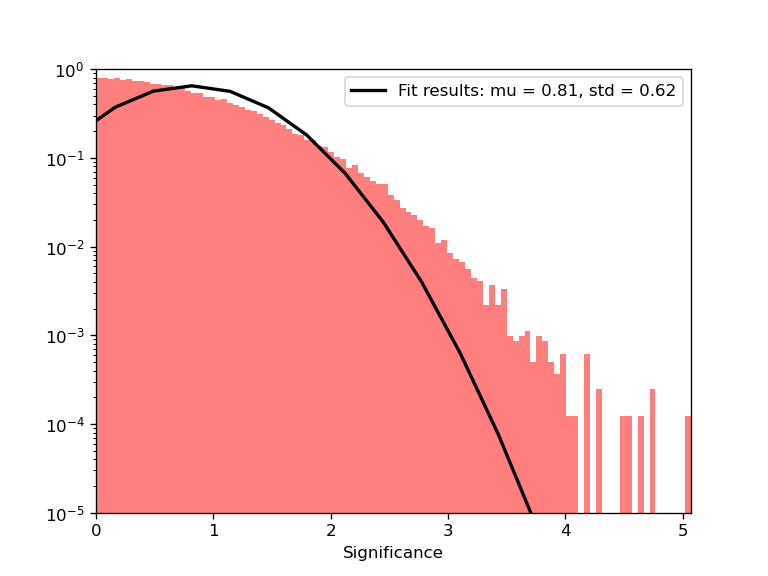 10^0
Fit results: mu = 0.81, std = 0.62
10^-1
10^-2
10^-3
10^-4
10^-5
0 1 2 3 4 5
Significance